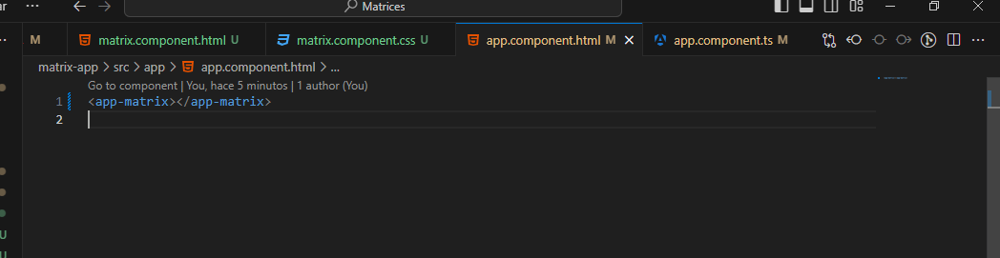 ar ... Matrices
M matrix.component.html U matrix.component.css U app.component.html M app.component.ts M
matrix-app > src > app > app.component.html > ...
Go to component | You, hace 5 minutos | 1 author (You)
1 <app-matrix></app-matrix>
2
U
U